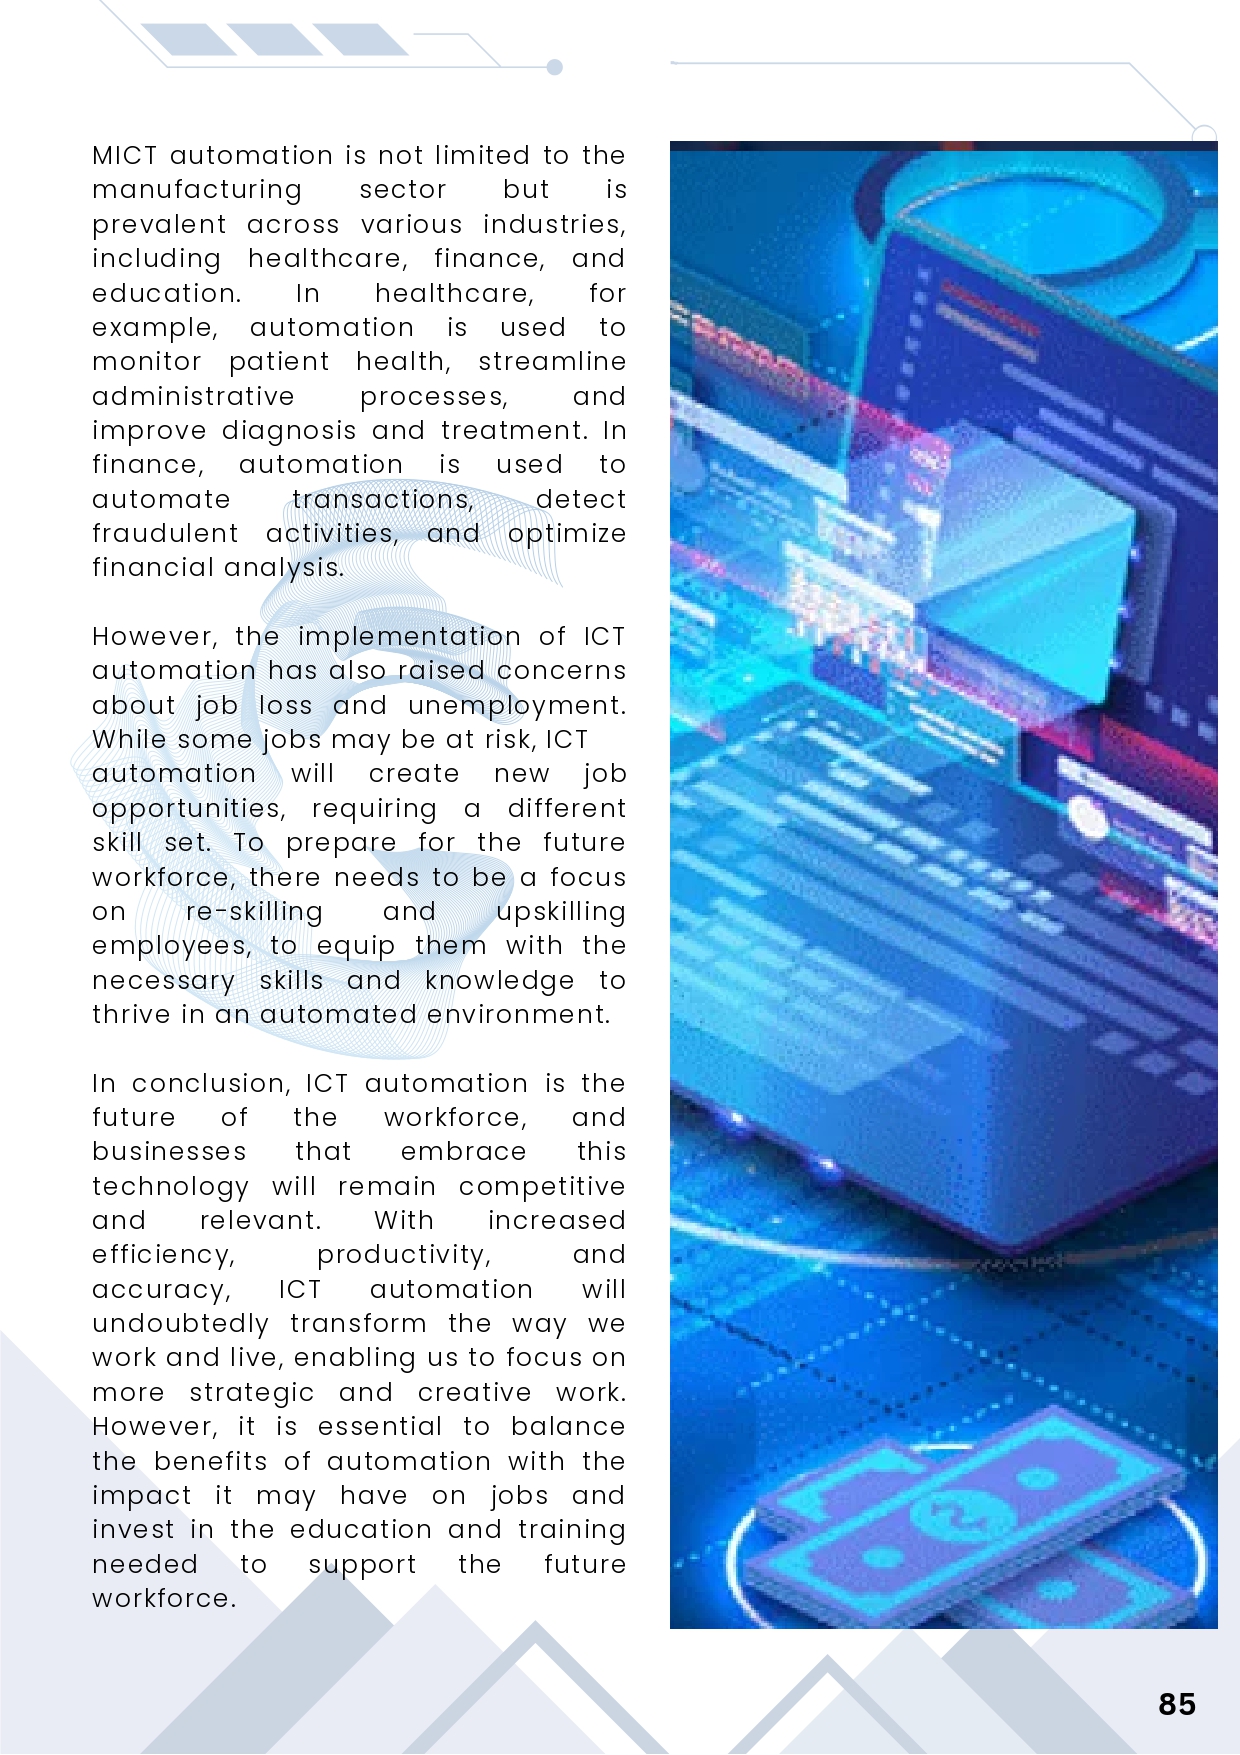 MICT automation is not limited to the
manufacturing sector but is
prevalent across various industries,
including healthcare, finance, and
education. In healthcare, for
example, automation is used to
monitor patient health, streamline
administrative processes, and
improve diagnosis and treatment. In
finance, automation is used to
automate transactions, detect
fraudulent activities, and optimize
financial analysis.
However, the implementation of ICT
automation has also raised concerns
about job loss and unemployment.
While some jobs may be at risk, ICT
automation will create new job
opportunities, requiring a different
skill set. To prepare for the future
workforce, there needs to be a focus
on re-skilling and upskilling
employees, to equip them with the
necessary skills and knowledge to
thrive in an automated environment.
In conclusion, ICT automation is the
future of the workforce, and
businesses that embrace this
technology will remain competitive
and relevant. With increased
efficiency, productivity, and
accuracy, ICT automation will
undoubtedly transform the way we
work and live, enabling us to focus on
more strategic and creative work.
However, it is essential to balance
the benefits of automation with the
impact it may have on jobs and
invest in the education and training
needed to support the future
workforce.
85